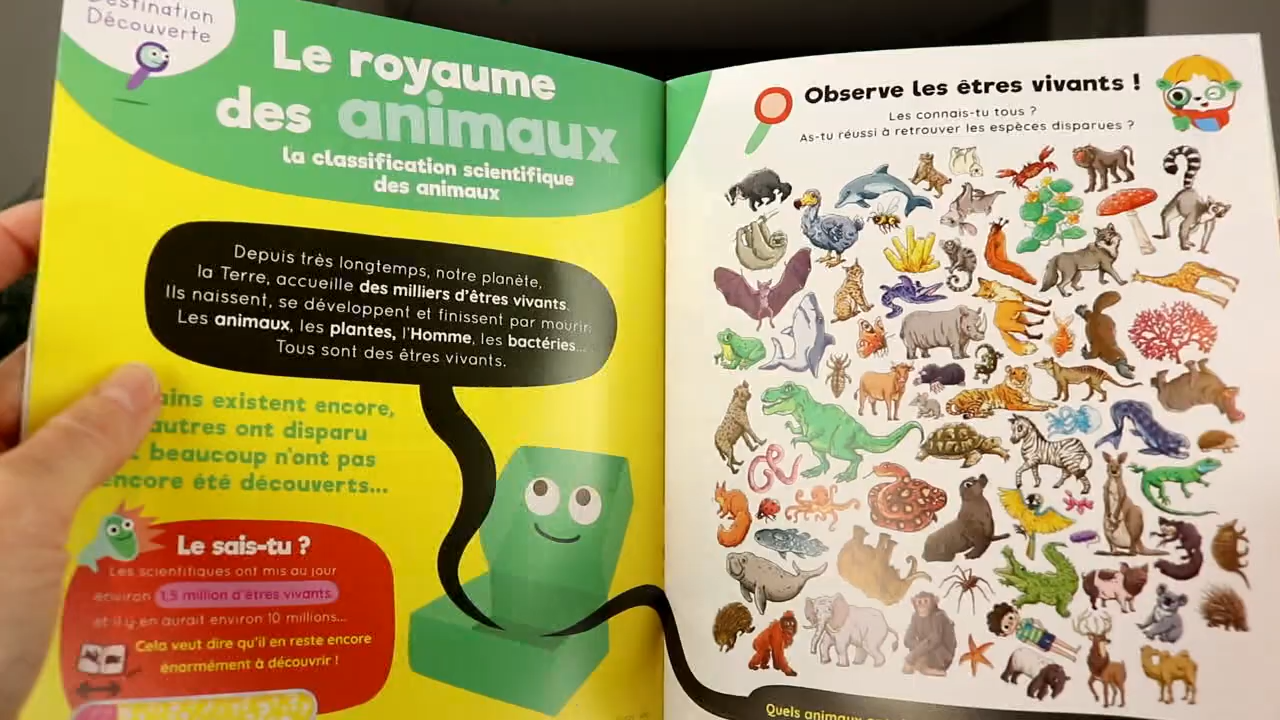 Destination
Découverte
Le royaume
des animaux
la classification scientifique
des animaux
Depuis très longtemps, notre planète,
la Terre, accueille des milliers d'êtres vivants.
Ils naissent, se développent et finissent par mourir.
Les animaux, les plantes, l'Homme, les bactéries...
Tous sont des êtres vivants.
existent encore,
autres ont disparu
beaucoup n'ont pas
encore été découverts...
Le sais-tu ?
Les scientifiques ont mis au jour
environ 1,5 million d'êtres vivants
et il y en aurait environ 10 millions...
Cela veut dire qu'il en reste encore
énormément à découvrir !
Observe les êtres vivants !
Les connais-tu tous ?
As-tu réussi à retrouver les espèces disparues ?
Quels animaux